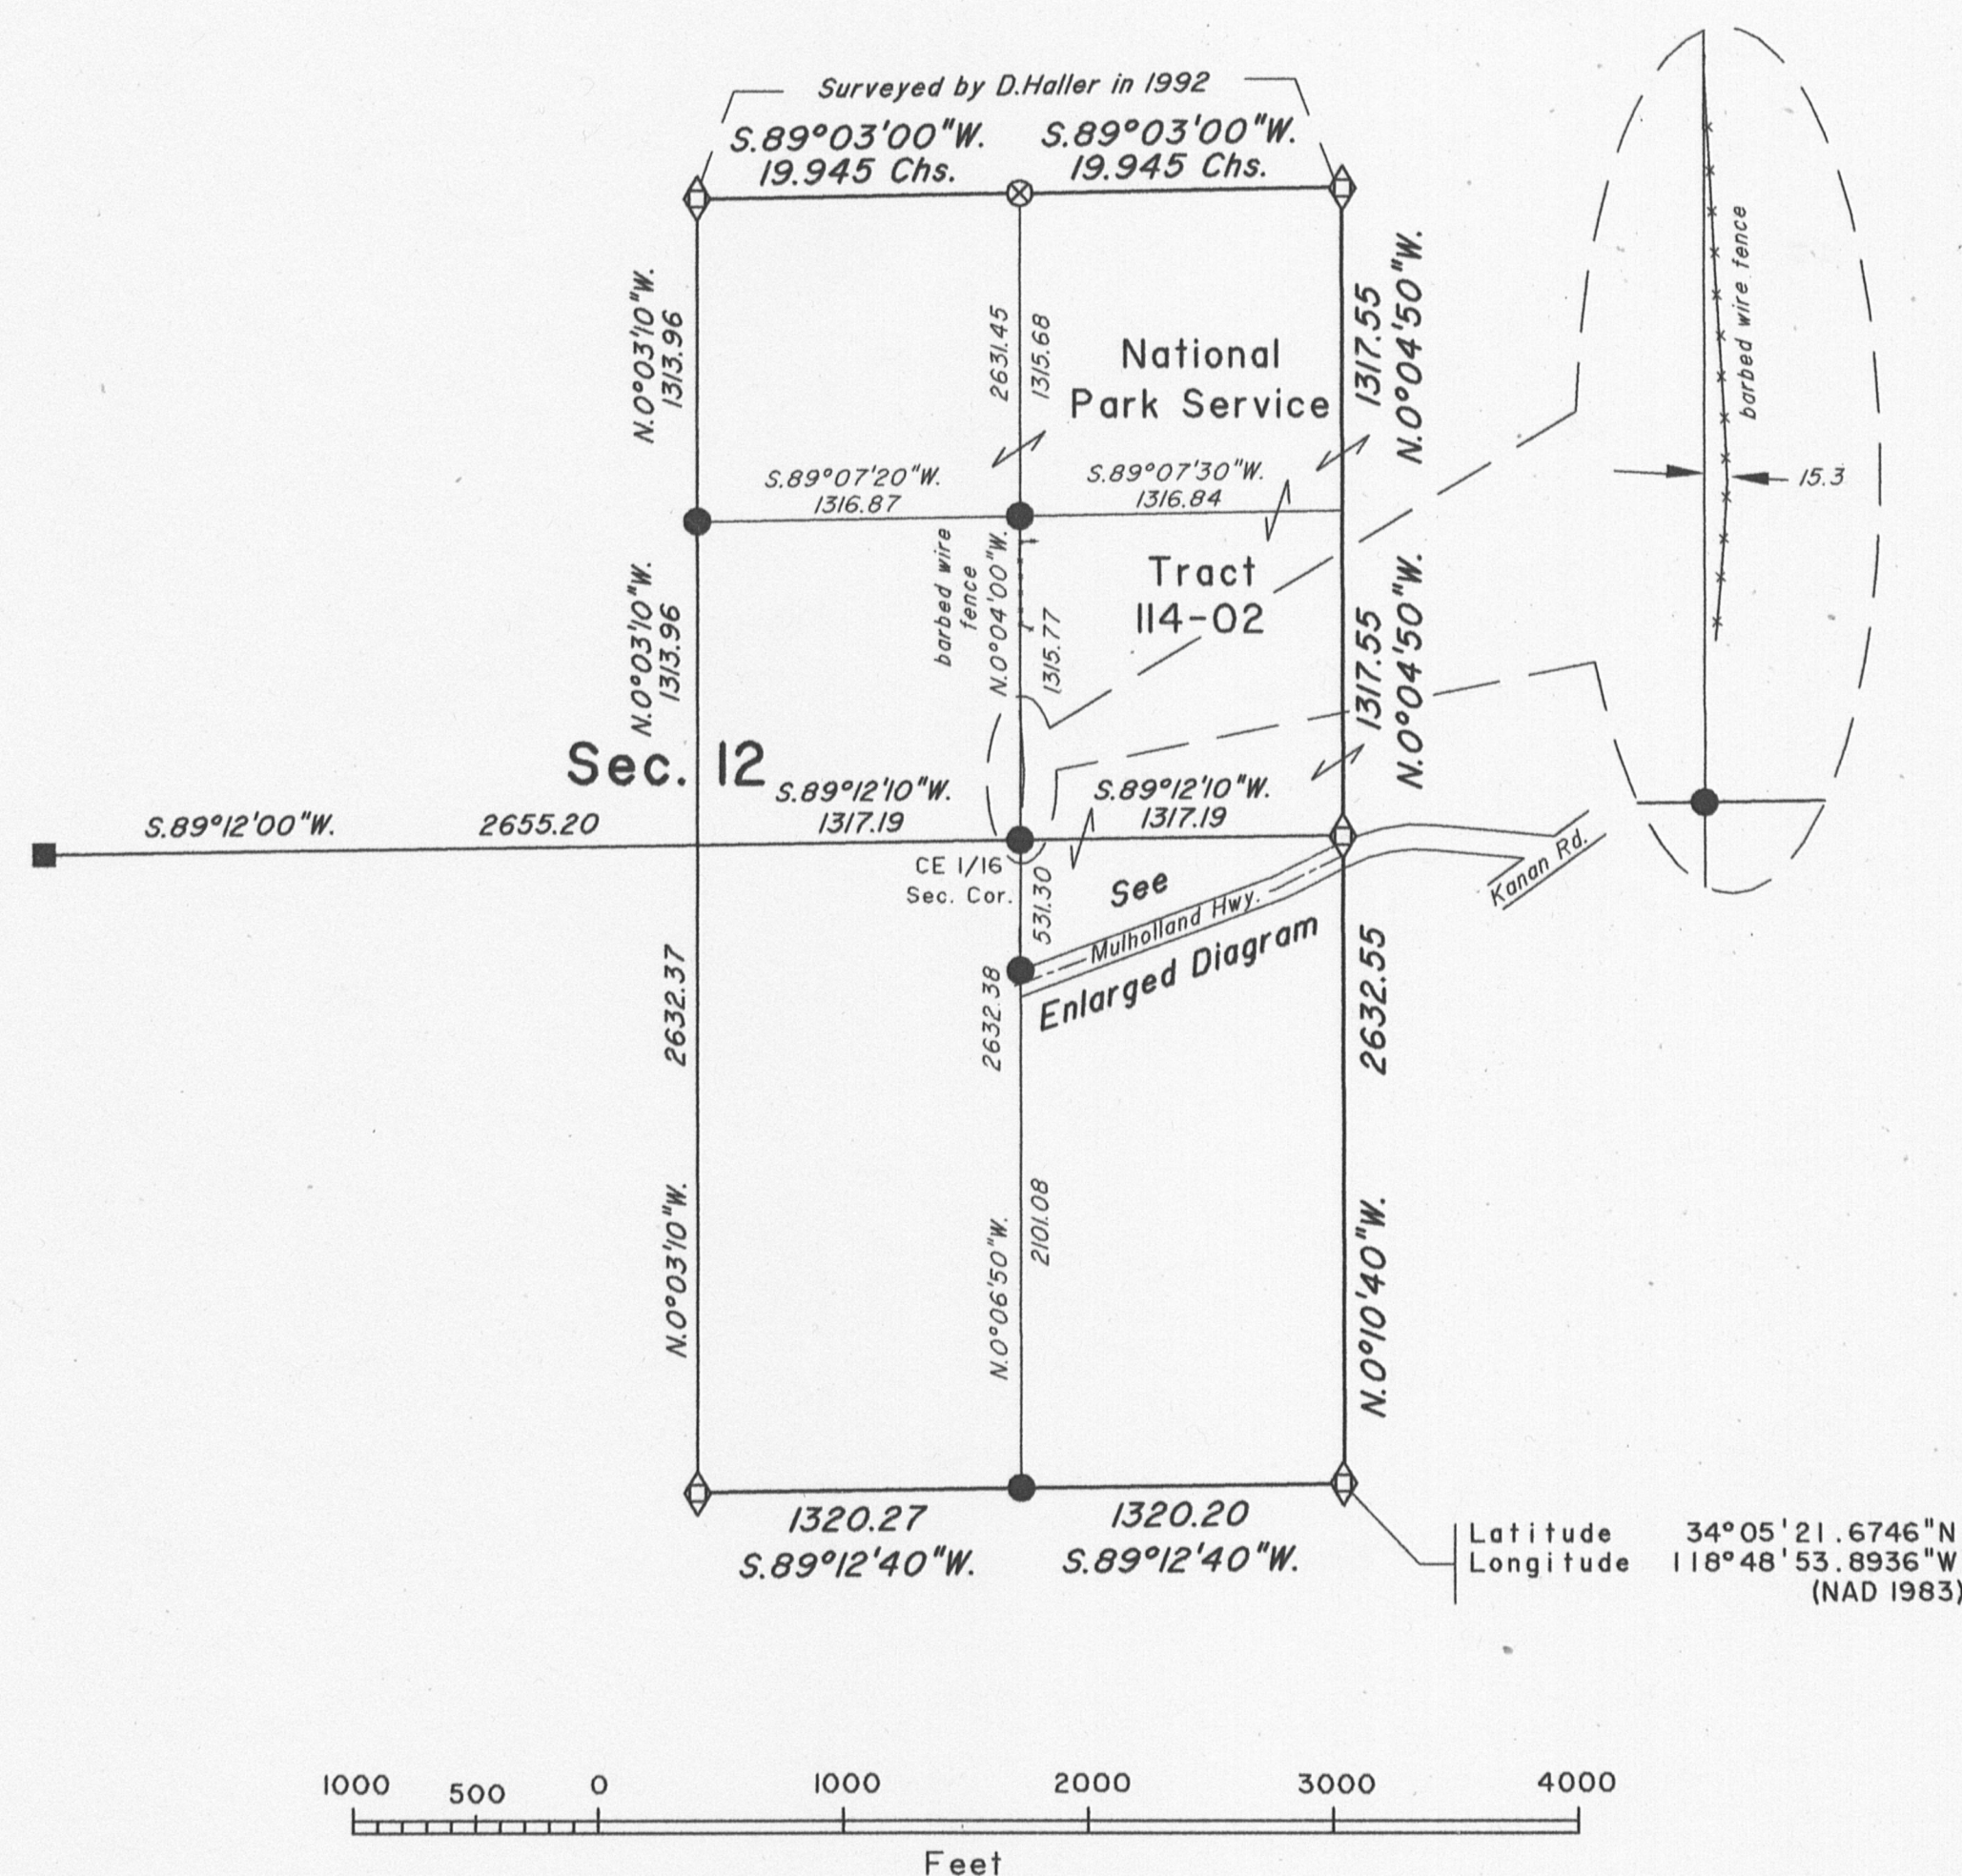 Surveyed by D.Haller in 1992
S.89°03'00"W. S.89°03'00"W.
19.945 Chs. 19.945 Chs.
N.0°03'10"W.
1313.96
2631.45
1315.68
National
Park Service
1317.55
N.0°04'50"W.
barbed wire fence
15.3
S.89°07'20"W.
1316.87
S.89°07'30"W.
1316.84
N.0°03'10"W.
1313.96
barbed wire
fence
N.0°04'00"W.
1315.77
Tract
114-02
1317.55
N.0°04'50"W.
Sec. 12
S.89°12'00"W. 2655.20
S.89°12'10"W.
1317.19
S.89°12'10"W.
1317.19
CE 1/16
Sec. Cor.
531.30
See
Mulholland Hwy.
Enlarged Diagram
Kanan Rd.
2632.37
N.0°03'10"W.
2632.38
N.0°06'50"W.
2101.08
2632.55
N.0°10'40"W.
1320.27 1320.20
S.89°12'40"W. S.89°12'40"W.
Latitude 34°05'21.6746"N
Longitude 118°48'53.8936"W
(NAD 1983)
1000 500 0 1000 2000 3000 4000
Feet